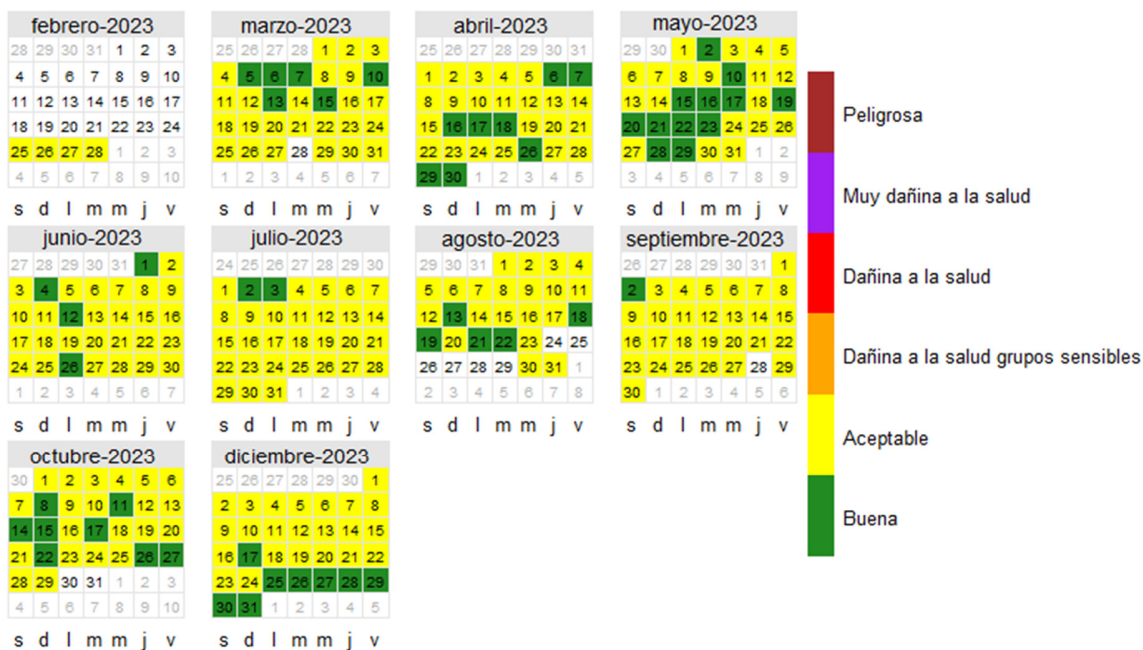 febrero-2023
28 29 30 31 1 2 3
4 5 6 7 8 9 10
11 12 13 14 15 16 17
18 19 20 21 22 23 24
25 26 27 28 1 2 3
4 5 6 7 8 9 10
s d l m m j v
marzo-2023
25 26 27 28 1 2 3
4 5 6 7 8 9 10
11 12 13 14 15 16 17
18 19 20 21 22 23 24
25 26 27 28 29 30 31
1 2 3 4 5 6 7
s d l m m j v
abril-2023
25 26 27 28 29 30 31
1 2 3 4 5 6 7
8 9 10 11 12 13 14
15 16 17 18 19 20 21
22 23 24 25 26 27 28
29 30 1 2 3 4 5
s d l m m j v
mayo-2023
29 30 1 2 3 4 5
6 7 8 9 10 11 12
13 14 15 16 17 18 19
20 21 22 23 24 25 26
27 28 29 30 31 1 2
3 4 5 6 7 8 9
s d l m m j v
junio-2023
27 28 29 30 31 1 2
3 4 5 6 7 8 9
10 11 12 13 14 15 16
17 18 19 20 21 22 23
24 25 26 27 28 29 30
1 2 3 4 5 6 7
s d l m m j v
julio-2023
24 25 26 27 28 29 30
1 2 3 4 5 6 7
8 9 10 11 12 13 14
15 16 17 18 19 20 21
22 23 24 25 26 27 28
29 30 31 1 2 3 4
s d l m m j v
agosto-2023
29 30 31 1 2 3 4
5 6 7 8 9 10 11
12 13 14 15 16 17 18
19 20 21 22 23 24 25
26 27 28 29 30 31 1
2 3 4 5 6 7 8
s d l m m j v
septiembre-2023
26 27 28 29 30 31 1
2 3 4 5 6 7 8
9 10 11 12 13 14 15
16 17 18 19 20 21 22
23 24 25 26 27 28 29
30 1 2 3 4 5 6
s d l m m j v
octubre-2023
30 1 2 3 4 5 6
7 8 9 10 11 12 13
14 15 16 17 18 19 20
21 22 23 24 25 26 27
28 29 30 31 1 2 3
4 5 6 7 8 9 10
s d l m m j v
diciembre-2023
25 26 27 28 29 30 1
2 3 4 5 6 7 8
9 10 11 12 13 14 15
16 17 18 19 20 21 22
23 24 25 26 27 28 29
30 31 1 2 3 4 5
s d l m m j v
Peligrosa
Muy dañina a la salud
Dañina a la salud
Dañina a la salud grupos sensibles
Aceptable
Buena